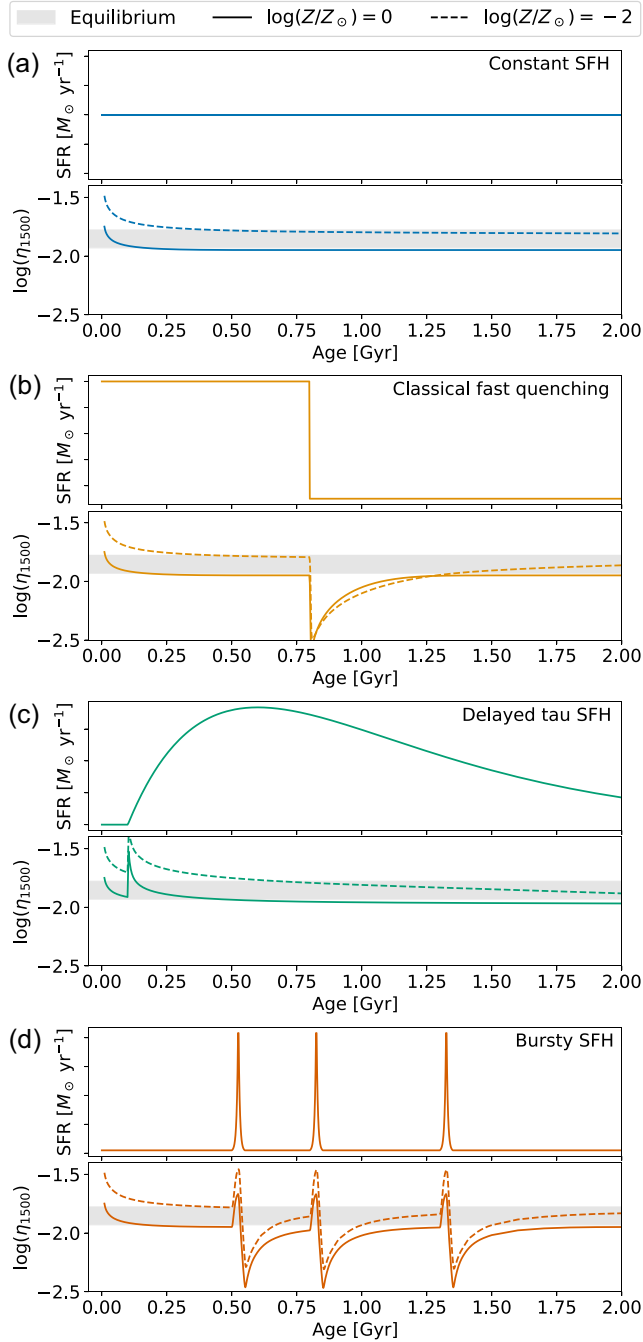 Equilibrium log(Z/Z⊙) = 0 log(Z/Z⊙) = −2
(a)
Constant SFH
SFR [M⊙ yr⁻¹]
−1.5
−2.0
−2.5
log(η₁₅₀₀)
0.00 0.25 0.50 0.75 1.00 1.25 1.50 1.75 2.00
Age [Gyr]
(b)
Classical fast quenching
SFR [M⊙ yr⁻¹]
−1.5
−2.0
−2.5
log(η₁₅₀₀)
0.00 0.25 0.50 0.75 1.00 1.25 1.50 1.75 2.00
Age [Gyr]
(c)
Delayed tau SFH
SFR [M⊙ yr⁻¹]
−1.5
−2.0
−2.5
log(η₁₅₀₀)
0.00 0.25 0.50 0.75 1.00 1.25 1.50 1.75 2.00
Age [Gyr]
(d)
Bursty SFH
SFR [M⊙ yr⁻¹]
−1.5
−2.0
−2.5
log(η₁₅₀₀)
0.00 0.25 0.50 0.75 1.00 1.25 1.50 1.75 2.00
Age [Gyr]